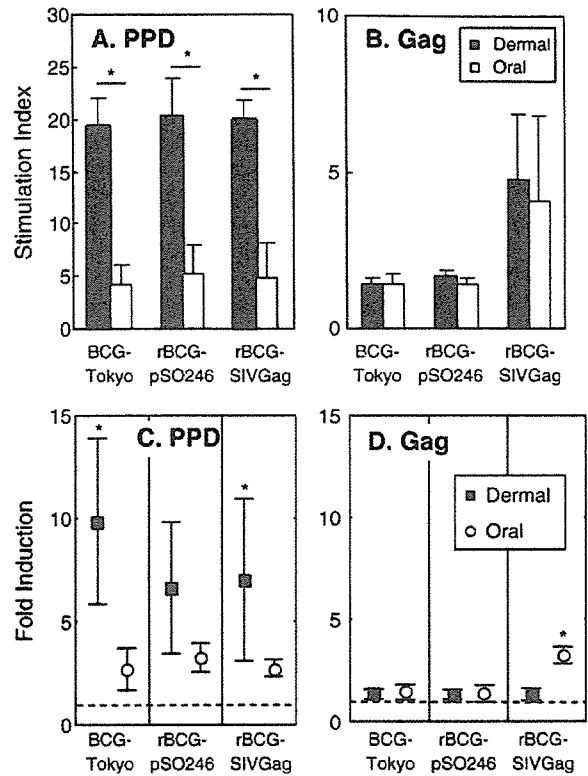 A. PPD
B. Gag
Stimulation Index
30
25
20
15
10
5
0
*
*
*
10
5
0
Dermal
Oral
BCG-
Tokyo
rBCG-
pSO246
rBCG-
SIVGag
BCG-
Tokyo
rBCG-
pSO246
rBCG-
SIVGag
C. PPD
D. Gag
Fold Induction
15
10
5
0
*
*
15
10
5
0
Dermal
Oral
*
BCG-
Tokyo
rBCG-
pSO246
rBCG-
SIVGag
BCG-
Tokyo
rBCG-
pSO246
rBCG-
SIVGag